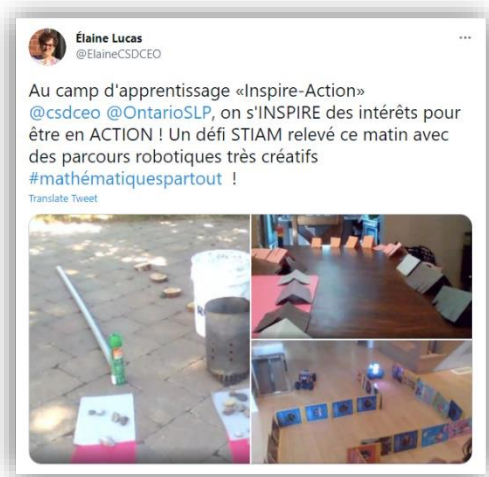 Élaine Lucas
@ElaineCSDCEO
Au camp d'apprentissage «Inspire-Action»
@csdceo @OntarioSLP, on s'INSPIRE des intérêts pour
être en ACTION ! Un défi STIAM relevé ce matin avec
des parcours robotiques très créatifs
#mathématiquespartout !
Translate Tweet